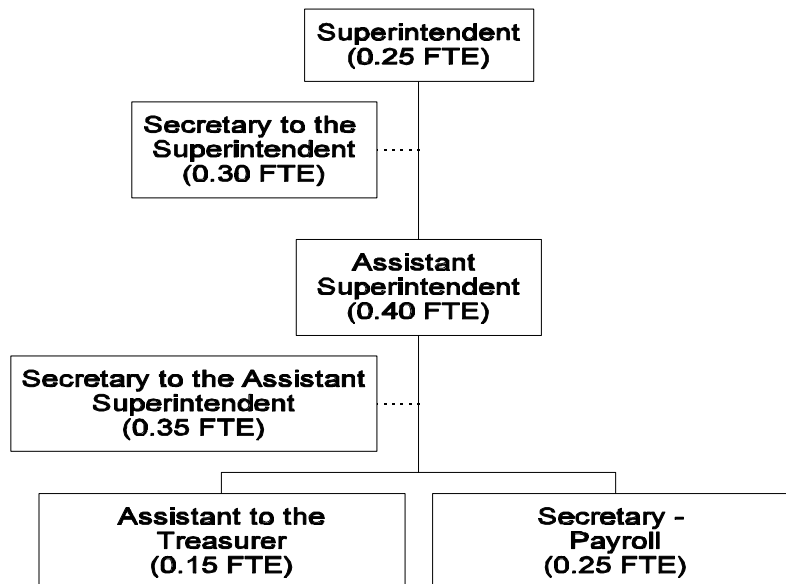 Superintendent
(0.25 FTE)
Secretary to the
Superintendent
(0.30 FTE)
Assistant
Superintendent
(0.40 FTE)
Secretary to the Assistant
Superintendent
(0.35 FTE)
Assistant to the
Treasurer
(0.15 FTE)
Secretary -
Payroll
(0.25 FTE)